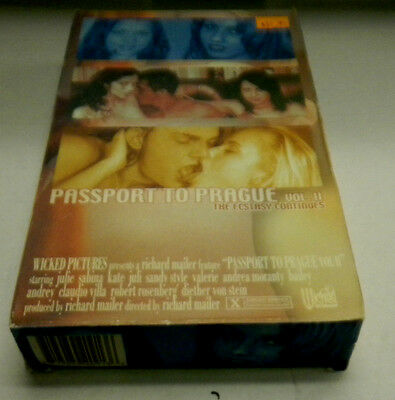 PASSPORT TO PRAGUE VOL. II
THE ECSTASY CONTINUES
WICKED PICTURES presents a richard mailer feature "PASSPORT TO PRAGUE VOL.II"
starring julie sabina kate juli sandy style valerie andrea moranty bailey
andrey claudio villa robert rosenberg diether von stein
produced by richard mailer directed by richard mailer X
Wicked